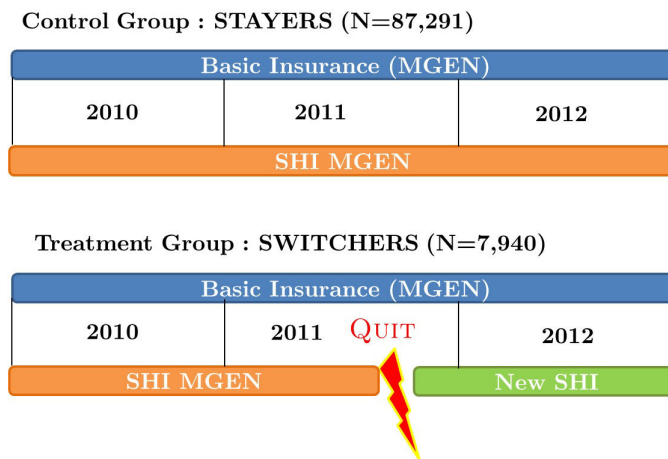 Control Group : STAYERS (N=87,291)
Basic Insurance (MGEN)
2010 2011 2012
SHI MGEN
Treatment Group : SWITCHERS (N=7,940)
Basic Insurance (MGEN)
2010 2011 QUIT 2012
SHI MGEN New SHI